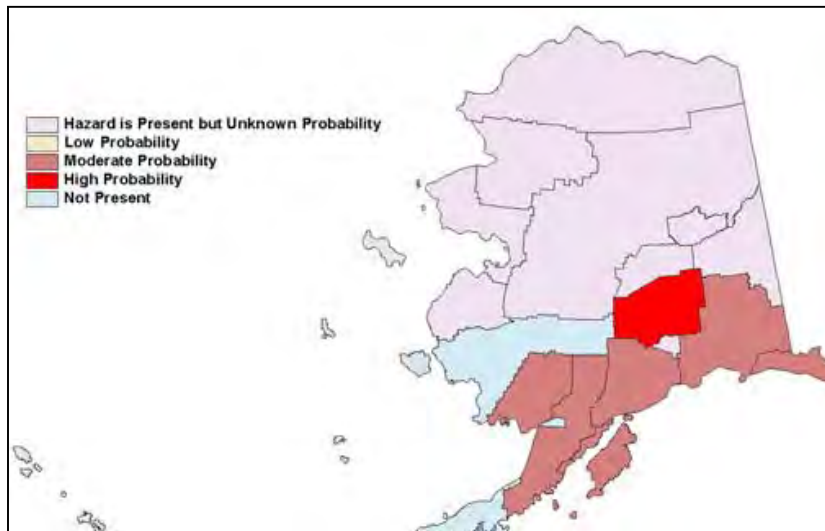 Hazard is Present but Unknown Probability
Low Probability
Moderate Probability
High Probability
Not Present